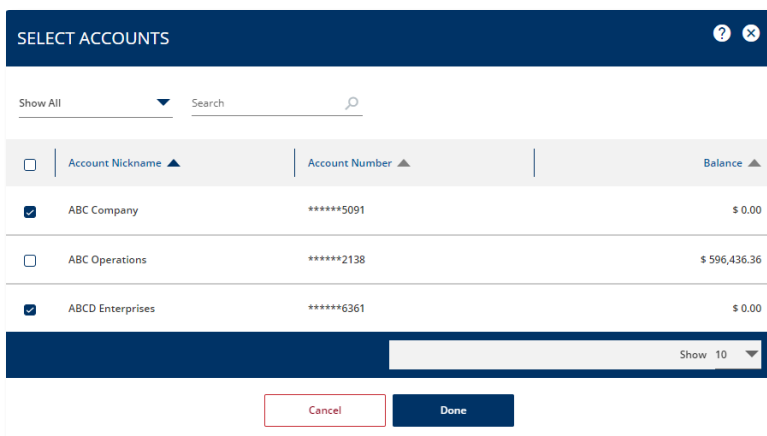 SELECT ACCOUNTS ?
Show All Search
Account Nickname Account Number Balance
ABC Company ******5091 $ 0.00
ABC Operations ******2138 $ 596,436.36
ABCD Enterprises ******6361 $ 0.00
Show 10
Cancel Done